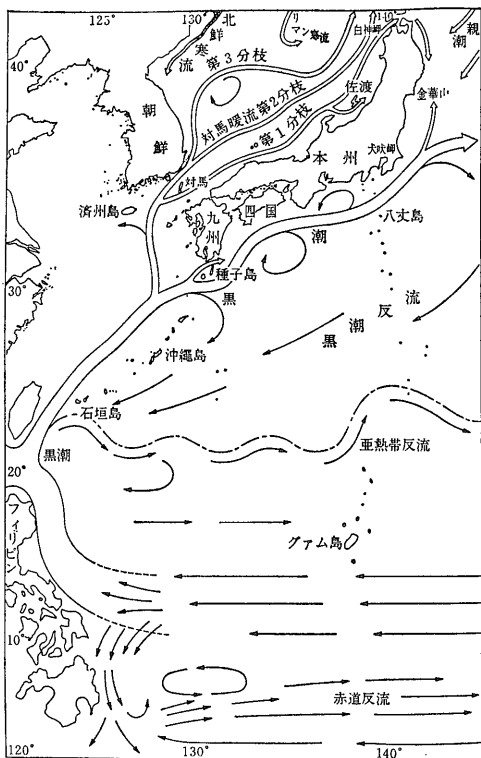 125°
130°
北鮮寒流
リマン寒流
白神岬
親潮
40°
第3分枝
佐渡
金華山
対馬暖流第2分枝
第1分枝
朝鮮
本州
犬吠岬
対馬
済州島
九州
四国
八丈島
種子島
黒潮
30°
黒潮反流
沖縄島
石垣島
亜熱帯反流
黒潮
20°
フィリピン
グァム島
10°
赤道反流
120°
130°
140°